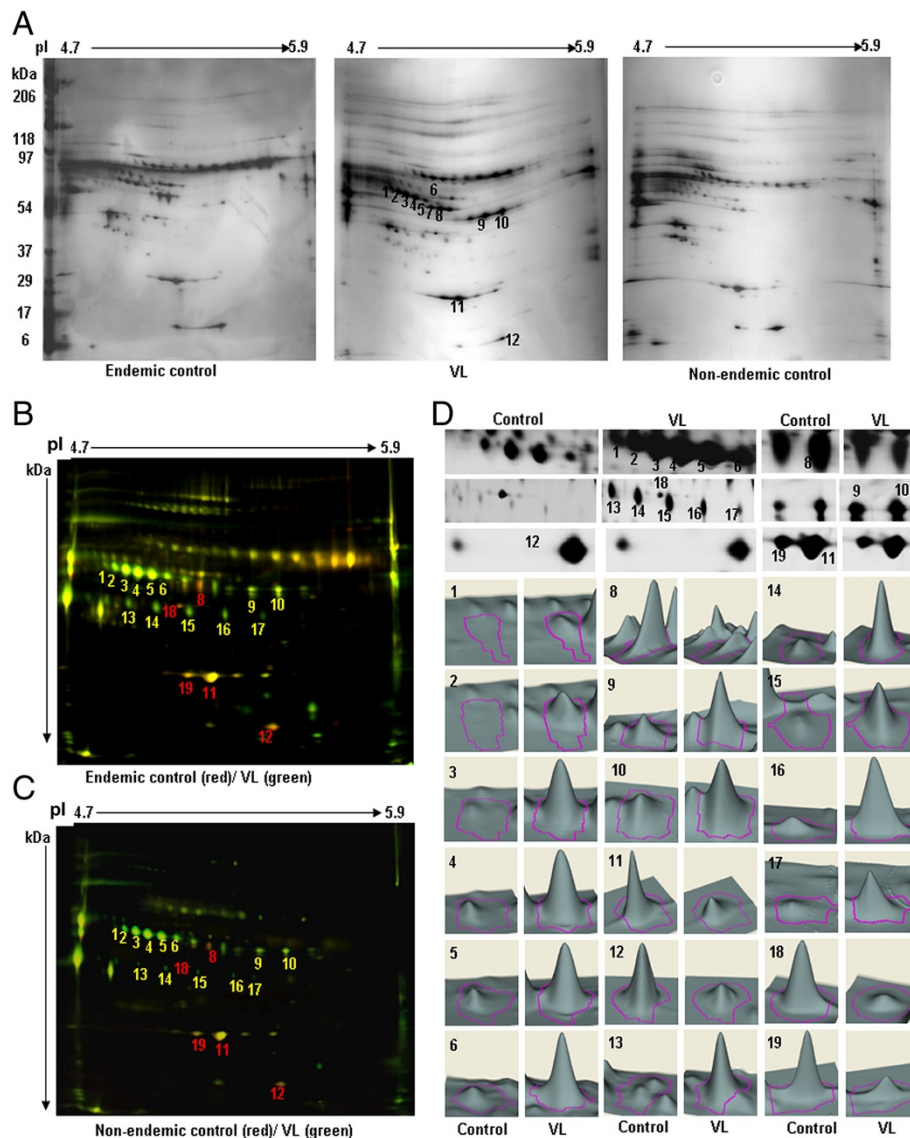 A
pI 4.7 5.9 4.7 5.9 4.7 5.9
kDa
206
118
97
54
37
29
17
6
6
1 2 3 4 5 7 8
9 10
11
12
Endemic control
VL
Non-endemic control
B
pI 4.7 5.9
kDa
1 2 3 4 5 6 8 9 10
13 14 18 15 16 17
19 11
12
Endemic control (red)/ VL (green)
C
pI 4.7 5.9
kDa
1 2 3 4 5 6 8 9 10
13 14 18 15 16 17
19 11
12
Non-endemic control (red)/ VL (green)
D
Control VL Control VL
1 2 3 4 5 6 8
18
13 14 15 16 17 9 10
12 19 11
1 8 14
2 9 15
3 10 16
4 11 17
5 12 18
6 13 19
Control VL Control VL Control VL